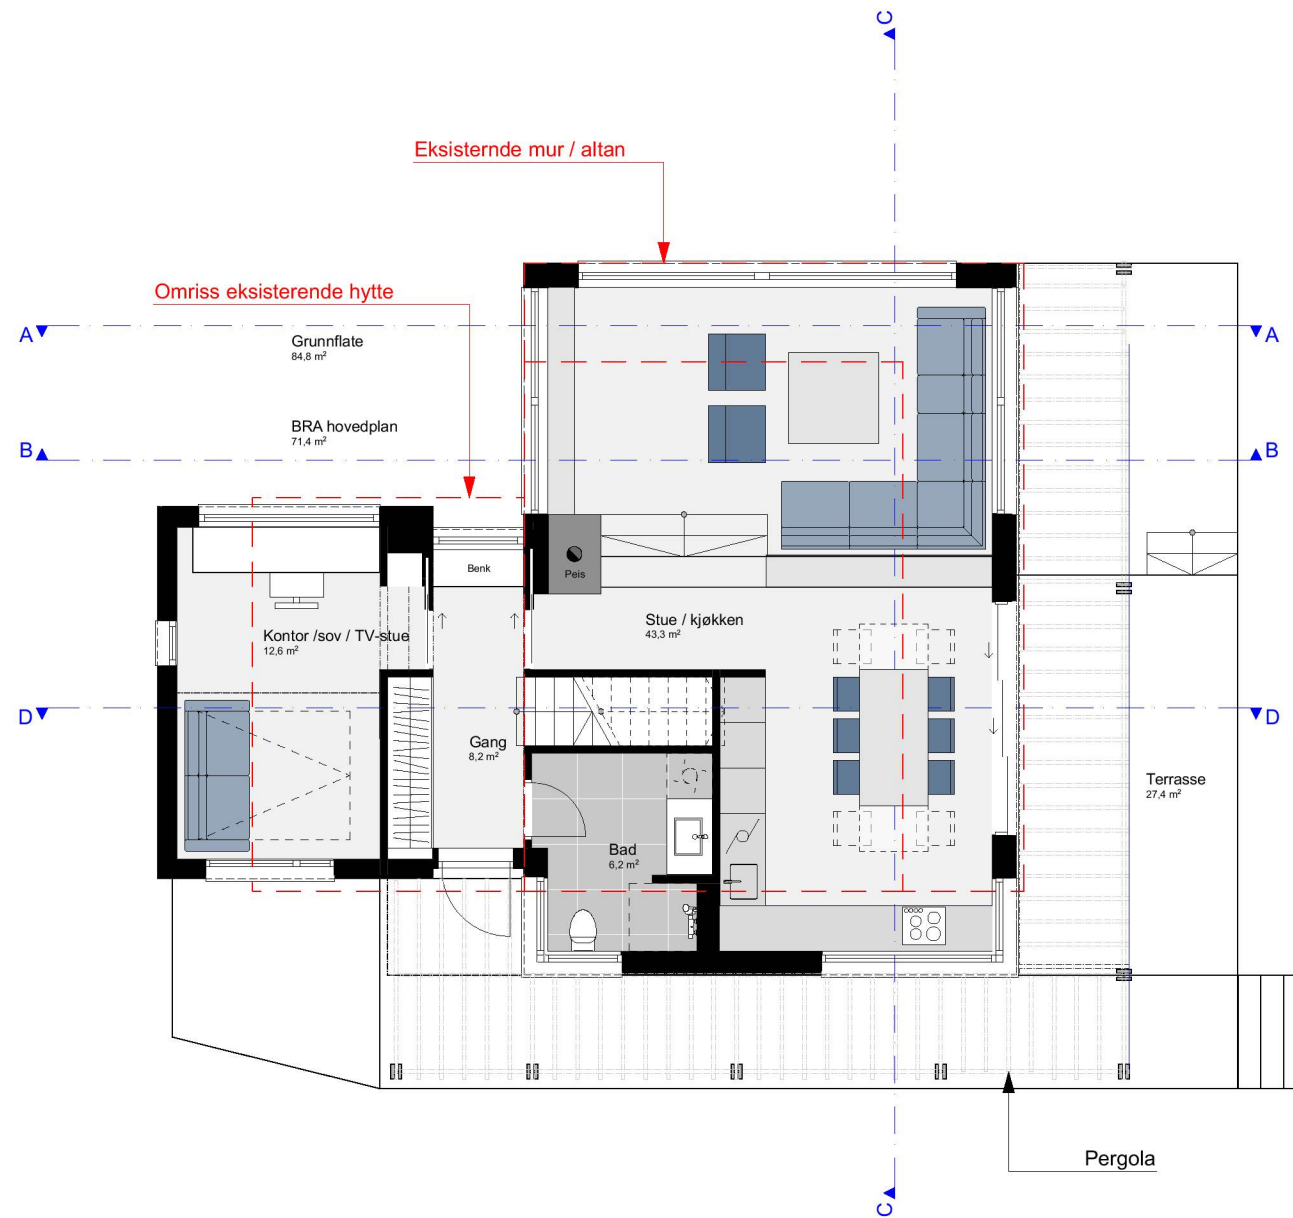 C
Eksisternde mur / altan
Omriss eksisterende hytte
A
Grunnflate
84,8 m²
A
BRA hovedplan
71,4 m²
B
B
Benk
Peis
Stue / kjøkken
43,3 m²
Kontor /sov / TV-stue
12,6 m²
D
D
Gang
8,2 m²
Terrasse
27,4 m²
Bad
6,2 m²
Pergola
C